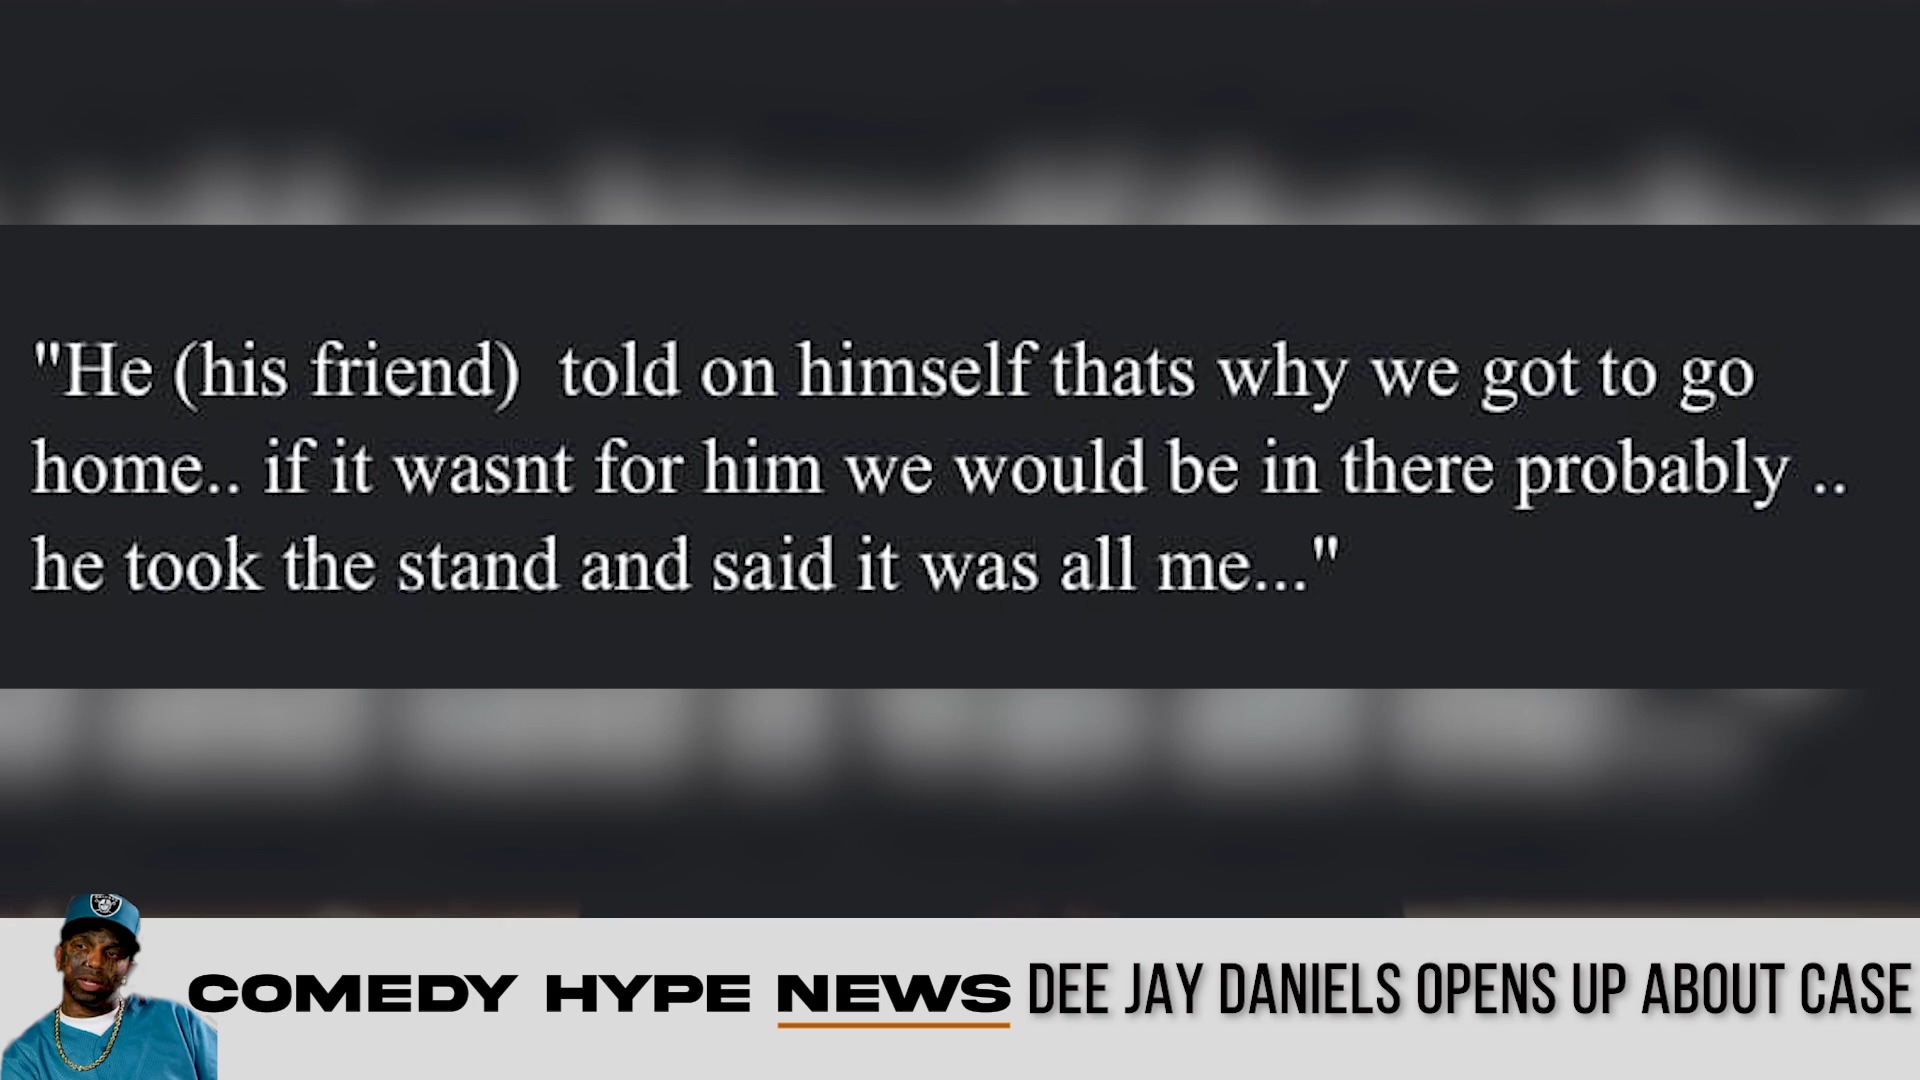 "He (his friend)  told on himself thats why we got to go
home.. if it wasnt for him we would be in there probably ..
he took the stand and said it was all me..."
COMEDY HYPE NEWS DEE JAY DANIELS OPENS UP ABOUT CASE